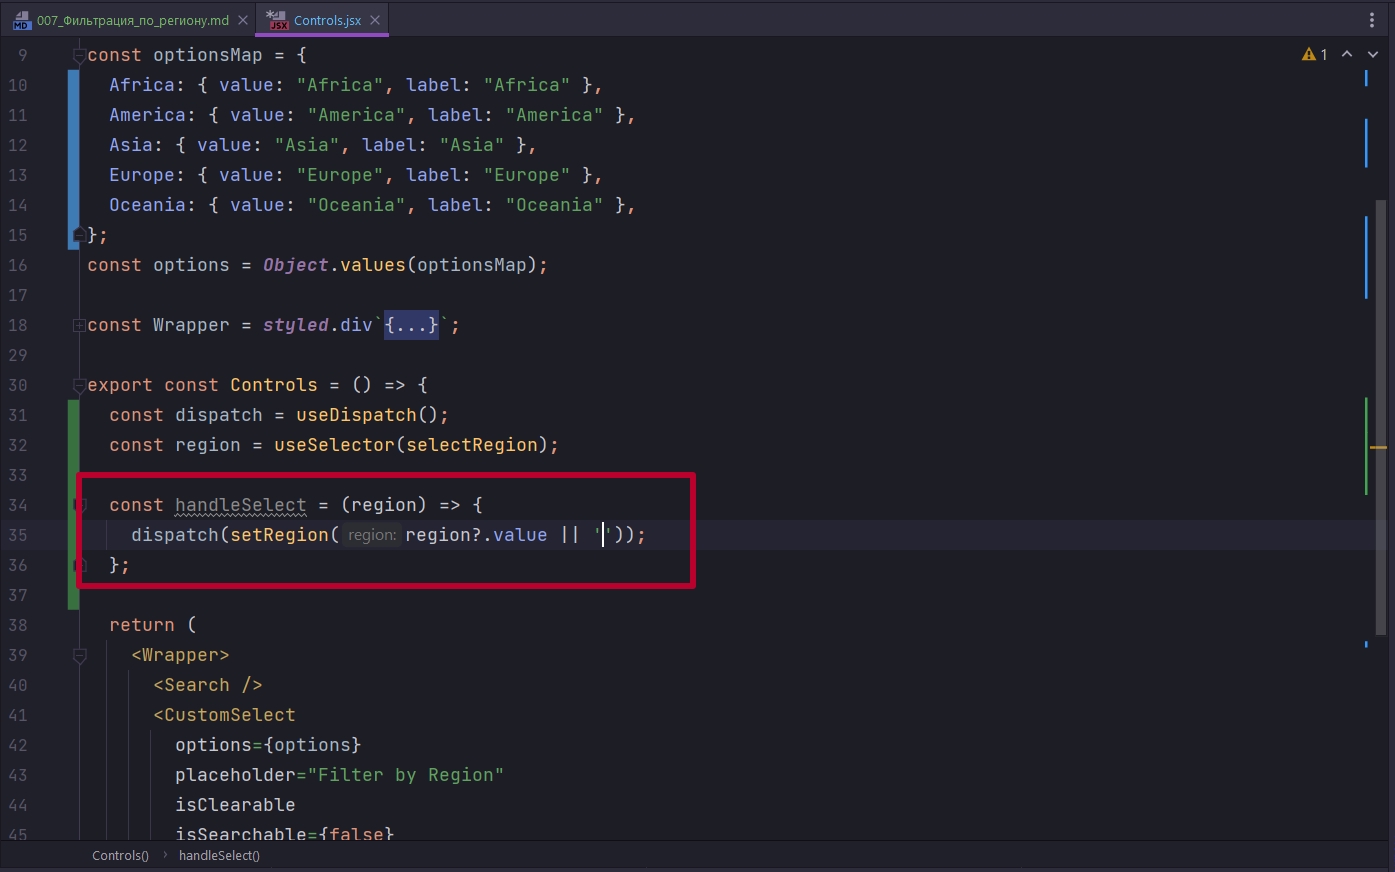 MD 007_Фильтрация_по_региону.md JSX Controls.jsx
9 const optionsMap = { 1
10 Africa: { value: "Africa", label: "Africa" },
11 America: { value: "America", label: "America" },
12 Asia: { value: "Asia", label: "Asia" },
13 Europe: { value: "Europe", label: "Europe" },
14 Oceania: { value: "Oceania", label: "Oceania" },
15 };
16 const options = Object.values(optionsMap);
17
18 const Wrapper = styled.div`{...}`;
29
30 export const Controls = () => {
31 const dispatch = useDispatch();
32 const region = useSelector(selectRegion);
33
34 const handleSelect = (region) => {
35 dispatch(setRegion( region: region?.value || ''));
36 };
37
38 return (
39 <Wrapper>
40 <Search />
41 <CustomSelect
42 options={options}
43 placeholder="Filter by Region"
44 isClearable
45 isSearchable={false}
Controls() › handleSelect()